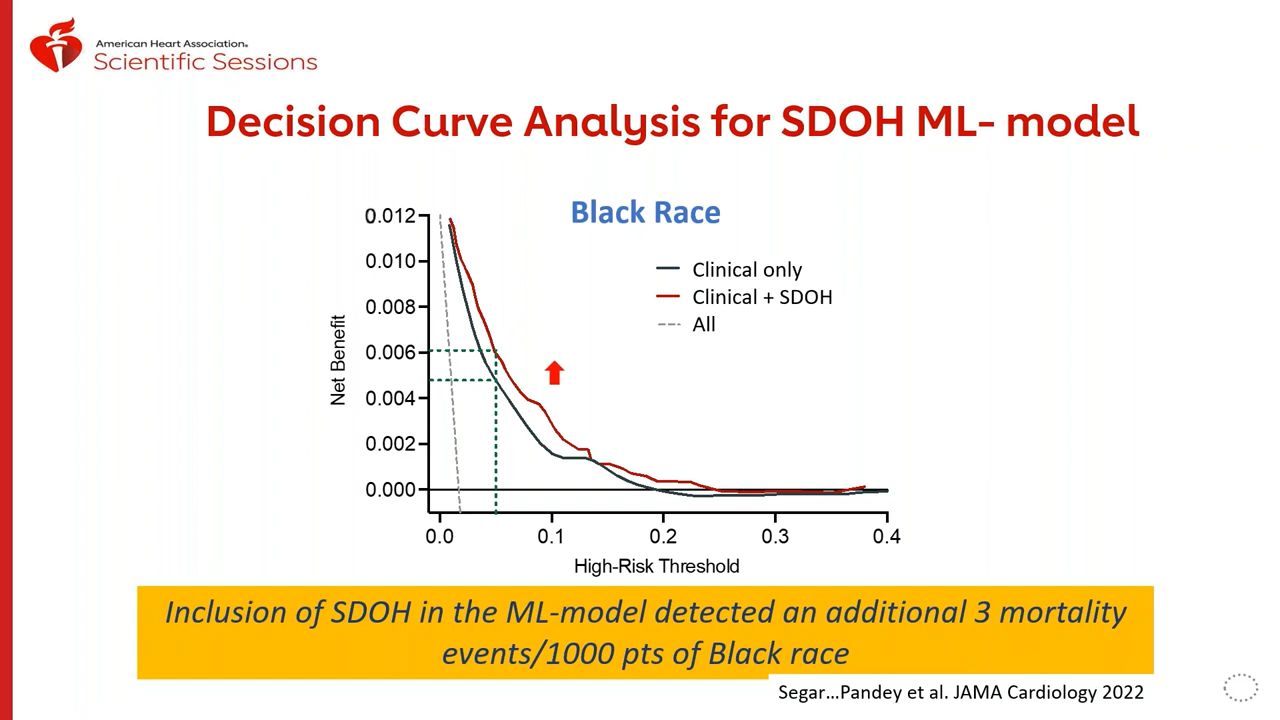 American Heart Association®
Scientific Sessions
Decision Curve Analysis for SDOH ML- model
Black Race
Clinical only
Clinical + SDOH
All
Net Benefit
0.012
0.010
0.008
0.006
0.004
0.002
0.000
0.0 0.1 0.2 0.3 0.4
High-Risk Threshold
Inclusion of SDOH in the ML-model detected an additional 3 mortality
events/1000 pts of Black race
Segar...Pandey et al. JAMA Cardiology 2022